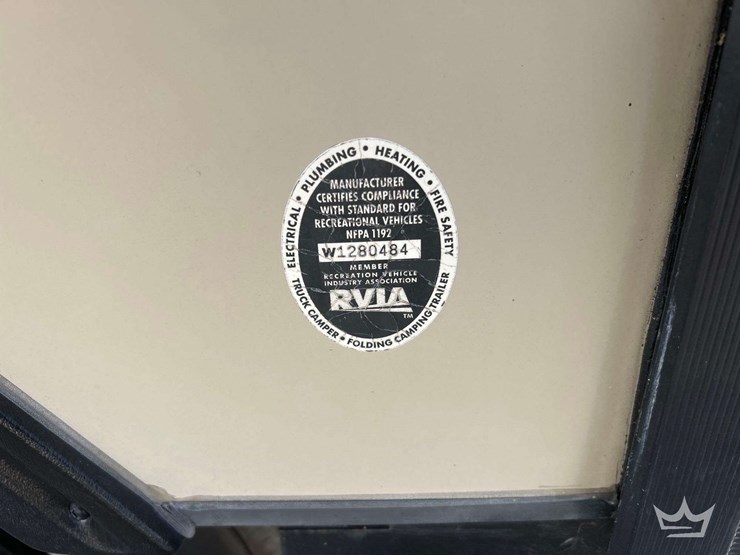 ELECTRICAL • PLUMBING • HEATING • FIRE SAFETY
MANUFACTURER
CERTIFIES COMPLIANCE
WITH STANDARD FOR
RECREATIONAL VEHICLES
NFPA 1192
W1280484
MEMBER
RECREATION VEHICLE
INDUSTRY ASSOCIATION
RVIA
TM
TRUCK CAMPER • FOLDING CAMPING TRAILER